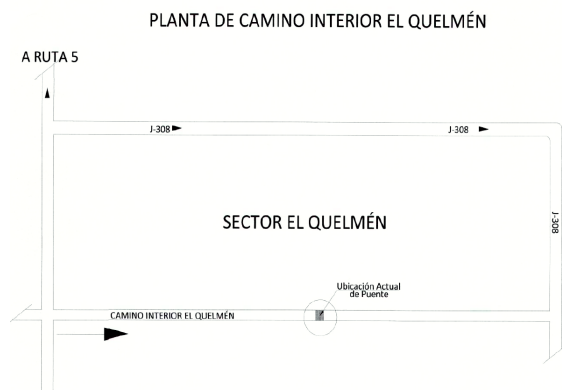 PLANTA DE CAMINO INTERIOR EL QUELMÉN
A RUTA 5
J-308
J-308
SECTOR EL QUELMÉN
J-308
Ubicación Actual
de Puente
CAMINO INTERIOR EL QUELMÉN